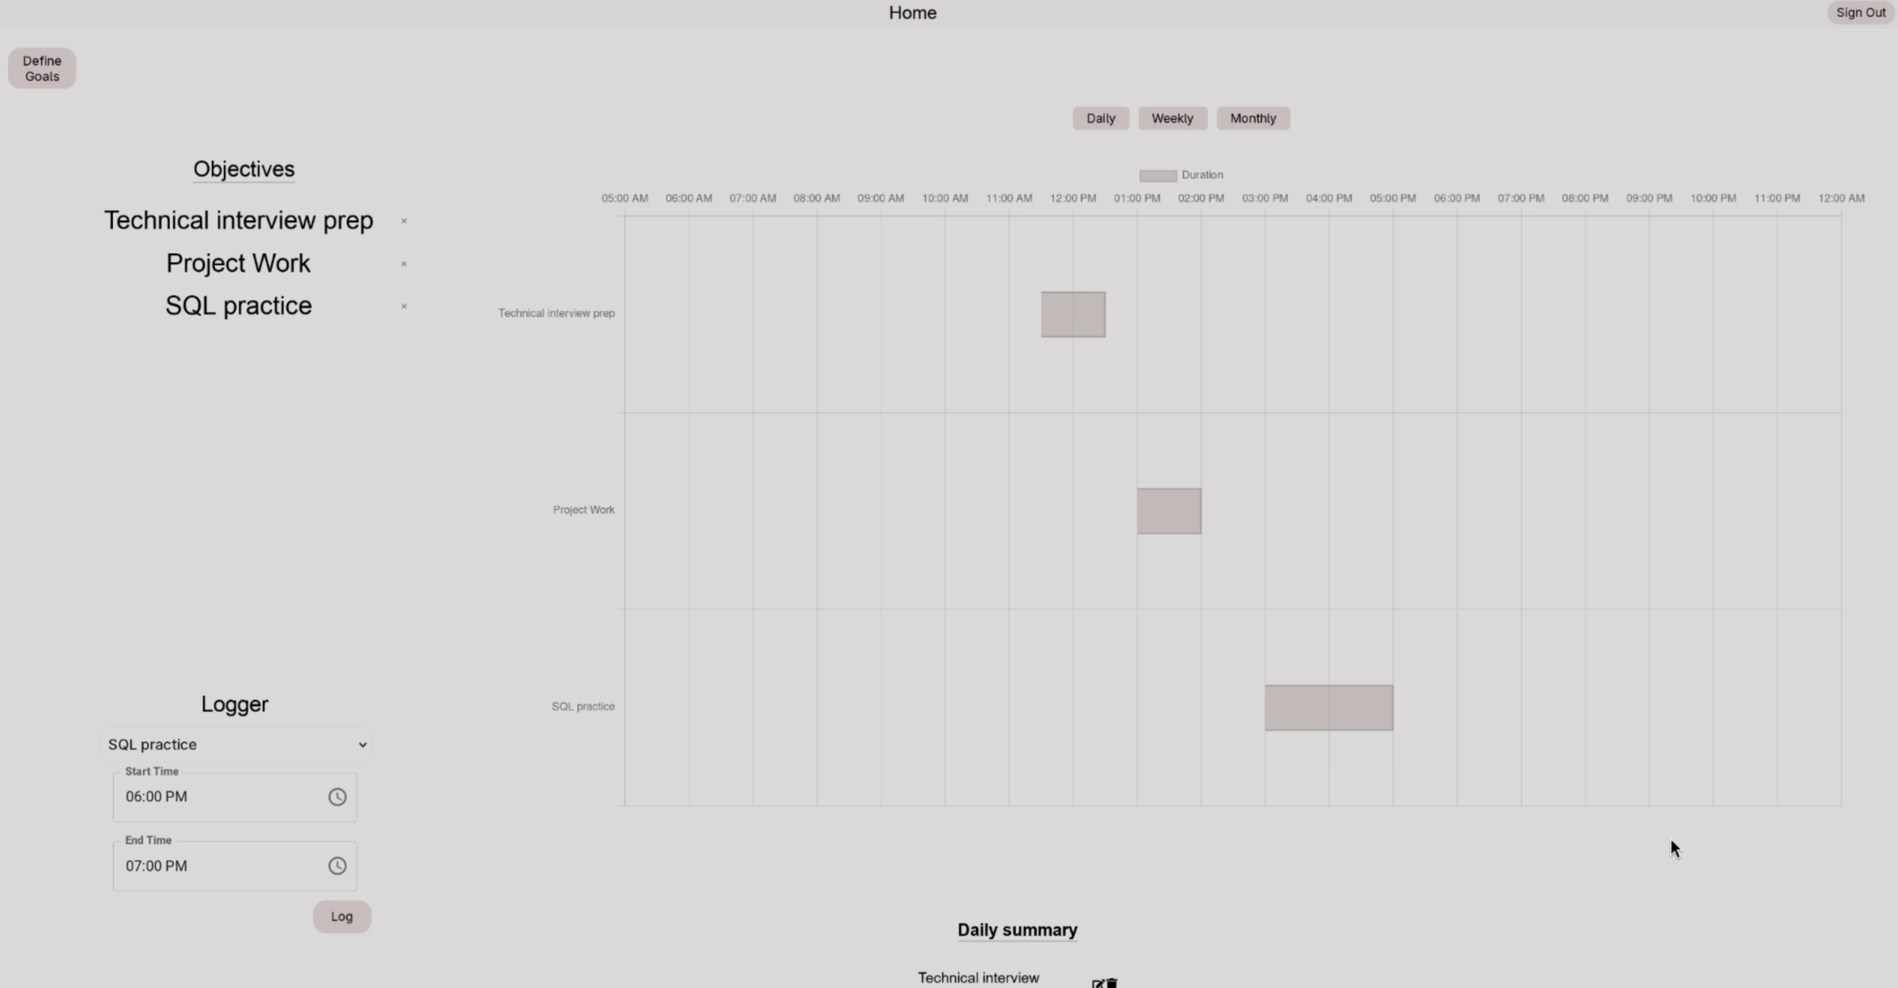 Home
Sign Out
Define
Goals
Daily
Weekly
Monthly
Objectives
Technical interview prep ×
Project Work ×
SQL practice ×
Duration
05:00 AM 06:00 AM 07:00 AM 08:00 AM 09:00 AM 10:00 AM 11:00 AM 12:00 PM 01:00 PM 02:00 PM 03:00 PM 04:00 PM 05:00 PM 06:00 PM 07:00 PM 08:00 PM 09:00 PM 10:00 PM 11:00 PM 12:00 AM
Technical interview prep
Project Work
SQL practice
Logger
SQL practice
Start Time
06:00 PM
End Time
07:00 PM
Log
Daily summary
Technical interview